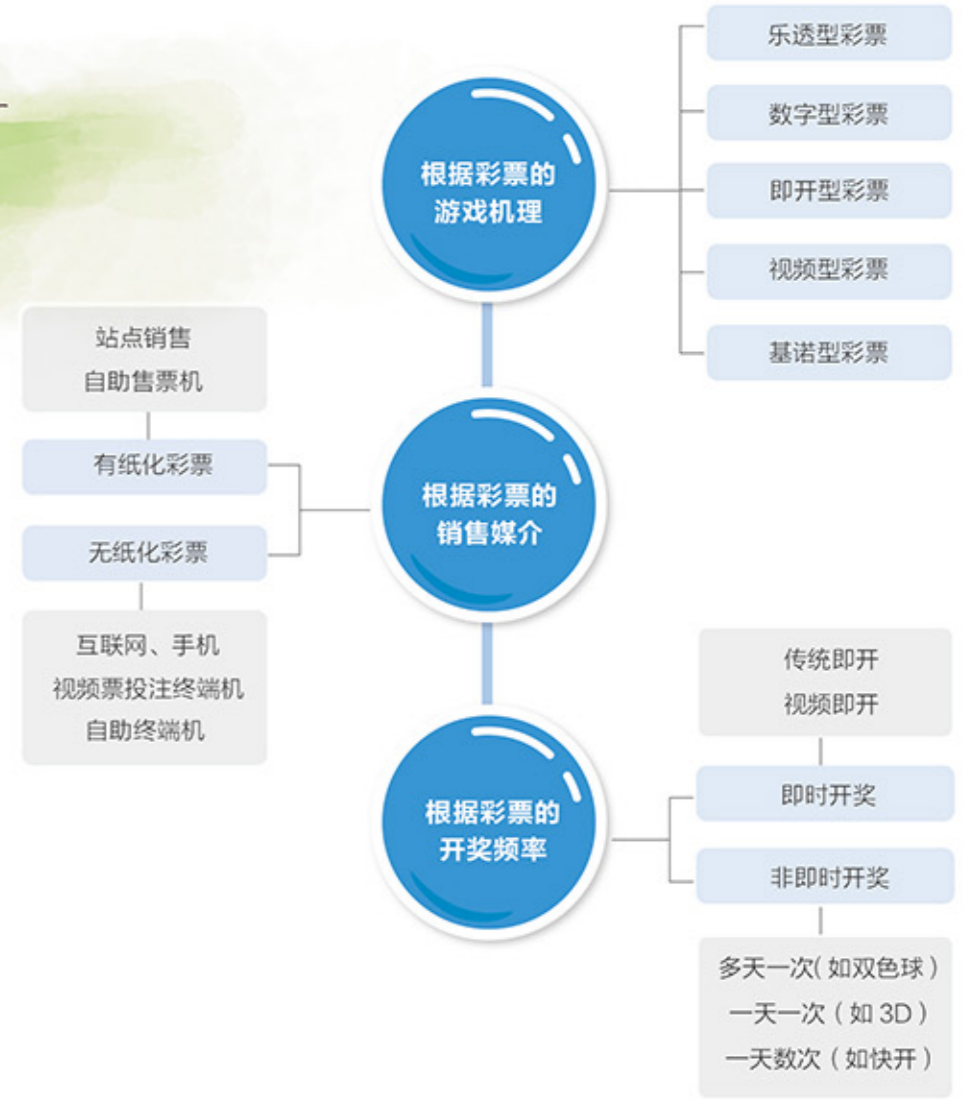 根据彩票的
游戏机理
乐透型彩票
数字型彩票
即开型彩票
视频型彩票
基诺型彩票
根据彩票的
销售媒介
站点销售
自助售票机
有纸化彩票
无纸化彩票
互联网、手机
视频票投注终端机
自助终端机
根据彩票的
开奖频率
传统即开
视频即开
即时开奖
非即时开奖
多天一次(如双色球)
一天一次(如 3D)
一天数次(如快开)